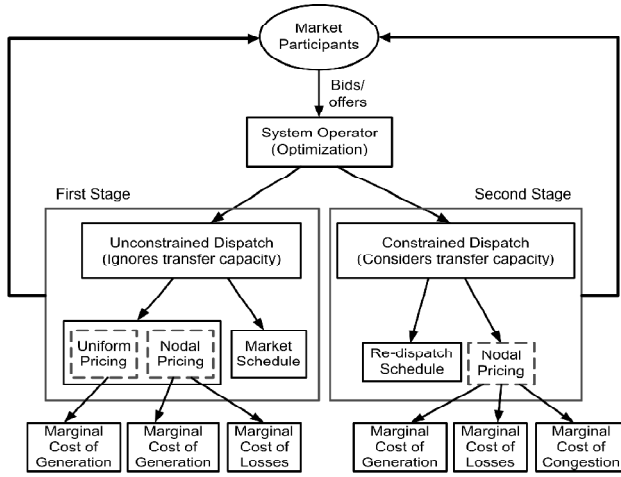 Market
Participants
Bids/
offers
System Operator
(Optimization)
First Stage
Second Stage
Unconstrained Dispatch
(Ignores transfer capacity)
Constrained Dispatch
(Considers transfer capacity)
Uniform
Pricing
Nodal
Pricing
Market
Schedule
Re-dispatch
Schedule
Nodal
Pricing
Marginal
Cost of
Generation
Marginal
Cost of
Generation
Marginal
Cost of
Losses
Marginal
Cost of
Generation
Marginal
Cost of
Losses
Marginal
Cost of
Congestion